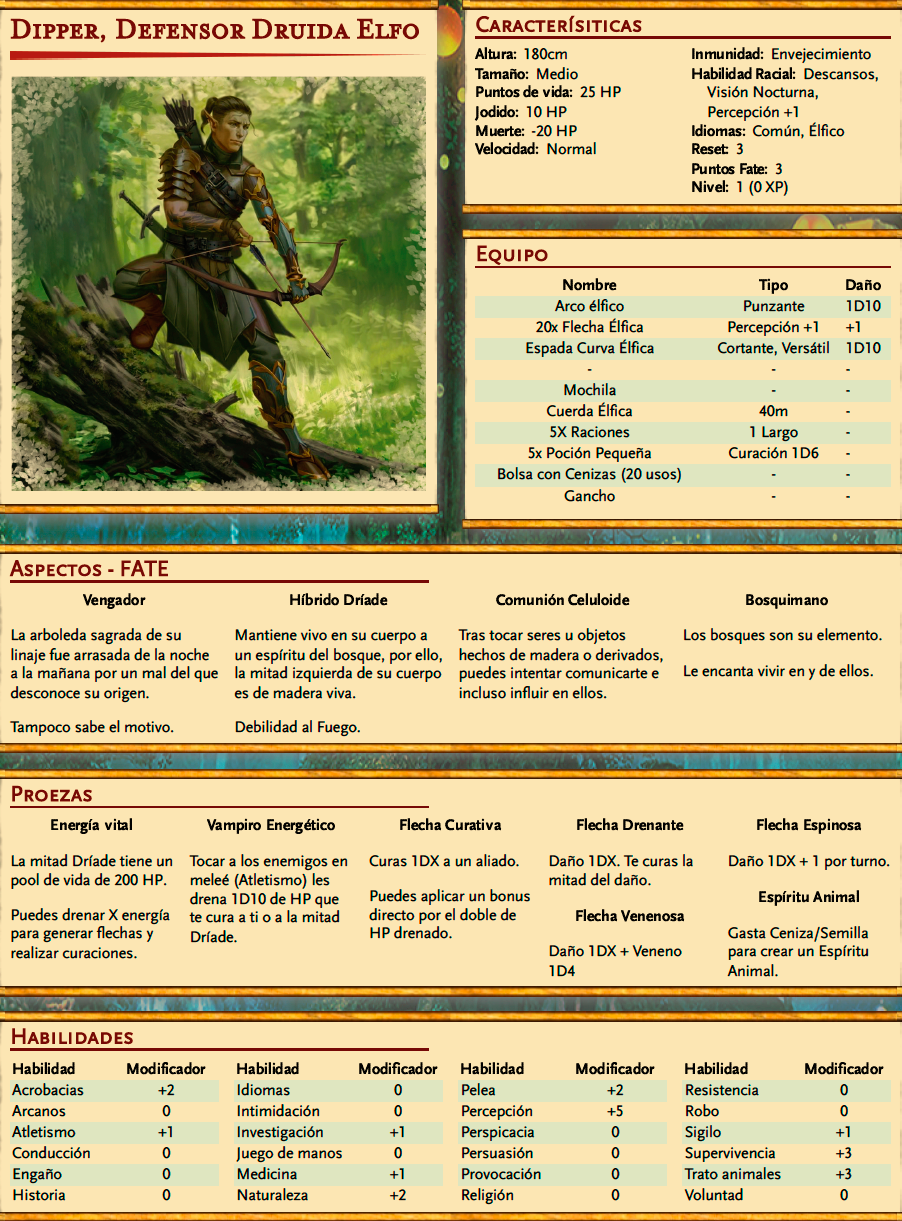 Dipper, Defensor Druida Elfo
Caracterísiticas
Altura: 180cm
Tamaño: Medio
Puntos de vida: 25 HP
Jodido: 10 HP
Muerte: -20 HP
Velocidad: Normal
Inmunidad: Envejecimiento
Habilidad Racial: Descansos,
Visión Nocturna,
Percepción +1
Idiomas: Común, Élfico
Reset: 3
Puntos Fate: 3
Nivel: 1 (0 XP)
Equipo
Nombre Tipo Daño
Arco élfico Punzante 1D10
20x Flecha Élfica Percepción +1 +1
Espada Curva Élfica Cortante, Versátil 1D10
- - -
Mochila - -
Cuerda Élfica 40m -
5X Raciones 1 Largo -
5x Poción Pequeña Curación 1D6 -
Bolsa con Cenizas (20 usos) - -
Gancho - -
Aspectos - FATE
Vengador
La arboleda sagrada de su
linaje fue arrasada de la noche
a la mañana por un mal del que
desconoce su origen.
Tampoco sabe el motivo.
Híbrido Dríade
Mantiene vivo en su cuerpo a
un espíritu del bosque, por ello,
la mitad izquierda de su cuerpo
es de madera viva.
Debilidad al Fuego.
Comunión Celuloide
Tras tocar seres u objetos
hechos de madera o derivados,
puedes intentar comunicarte e
incluso influir en ellos.
Bosquimano
Los bosques son su elemento.
Le encanta vivir en y de ellos.
Proezas
Energía vital
La mitad Dríade tiene un
pool de vida de 200 HP.
Puedes drenar X energía
para generar flechas y
realizar curaciones.
Vampiro Energético
Tocar a los enemigos en
meleé (Atletismo) les
drena 1D10 de HP que
te cura a ti o a la mitad
Dríade.
Flecha Curativa
Curas 1DX a un aliado.
Puedes aplicar un bonus
directo por el doble de
HP drenado.
Flecha Drenante
Daño 1DX. Te curas la
mitad del daño.
Flecha Venenosa
Daño 1DX + Veneno
1D4
Flecha Espinosa
Daño 1DX + 1 por turno.
Espíritu Animal
Gasta Ceniza/Semilla
para crear un Espíritu
Animal.
Habilidades
Habilidad Modificador Habilidad Modificador Habilidad Modificador Habilidad Modificador
Acrobacias +2 Idiomas 0 Pelea +2 Resistencia 0
Arcanos 0 Intimidación 0 Percepción +5 Robo 0
Atletismo +1 Investigación +1 Perspicacia 0 Sigilo +1
Conducción 0 Juego de manos 0 Persuasión 0 Supervivencia +3
Engaño 0 Medicina +1 Provocación 0 Trato animales +3
Historia 0 Naturaleza +2 Religión 0 Voluntad 0